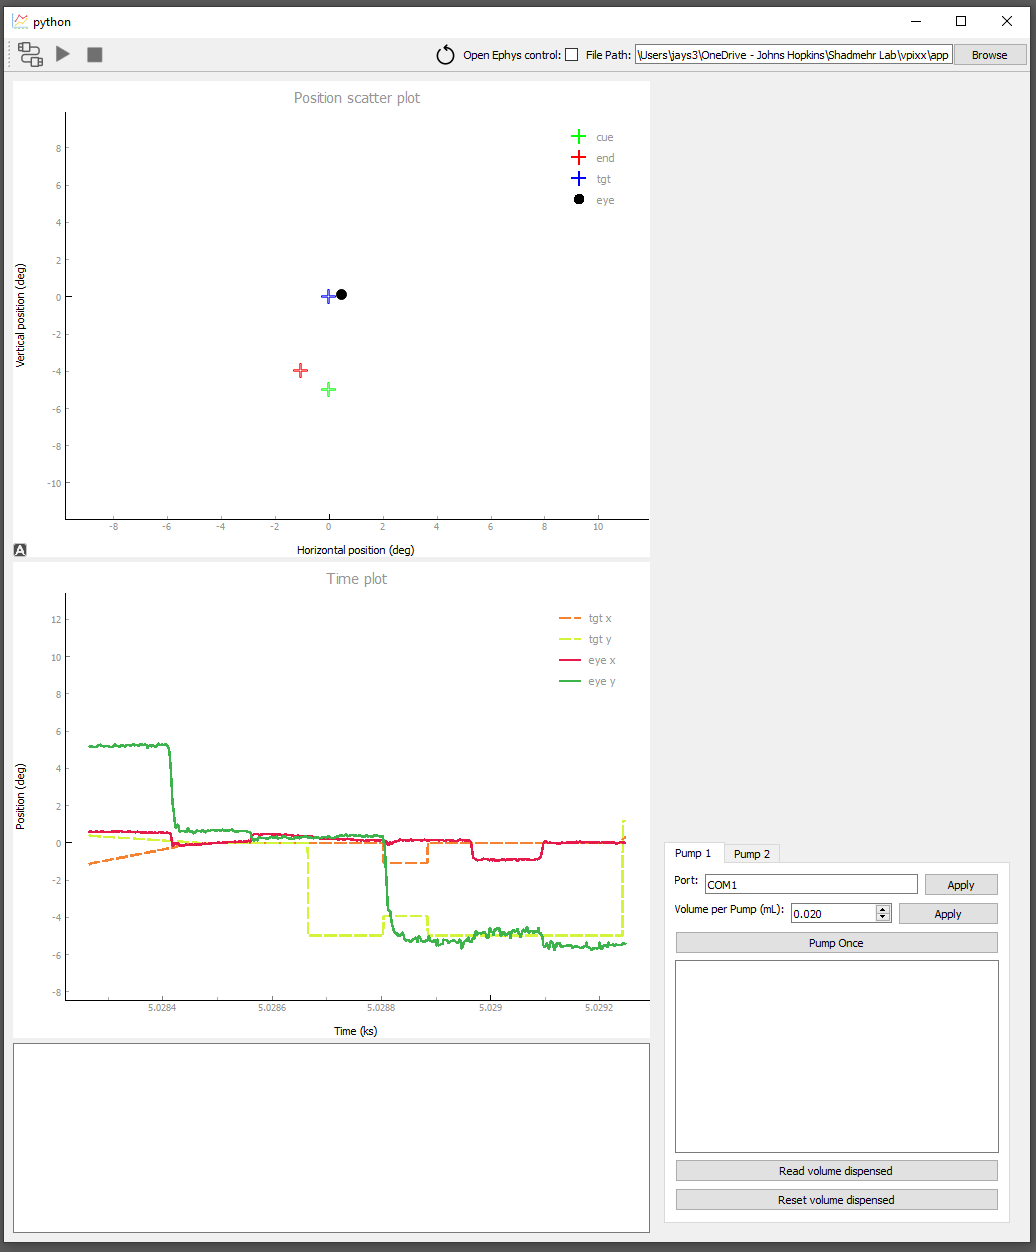 python
Open Ephys control: File Path: \Users\jays3\OneDrive - Johns Hopkins\Shadmehr Lab\vpixx\app Browse
Position scatter plot
cue
end
tgt
eye
8
6
4
2
0
-2
-4
-6
-8
-10
Vertical position (deg)
-8 -6 -4 -2 0 2 4 6 8 10
Horizontal position (deg)
A
Time plot
tgt x
tgt y
eye x
eye y
12
10
8
6
4
2
0
-2
-4
-6
-8
Position (deg)
5.0284 5.0286 5.0288 5.029 5.0292
Time (ks)
Pump 1 Pump 2
Port: COM1 Apply
Volume per Pump (mL): 0.020 Apply
Pump Once
Read volume dispensed
Reset volume dispensed